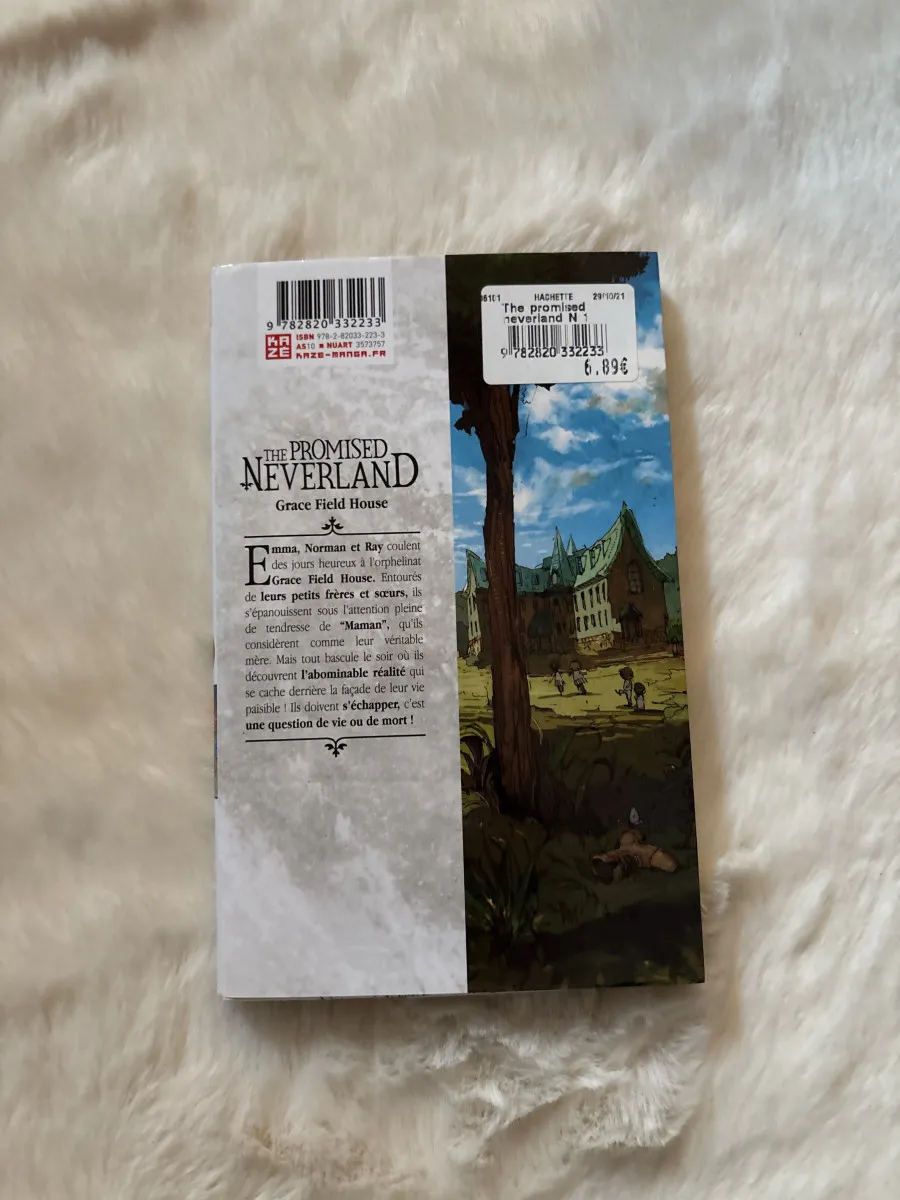 9 782820 332233
ISBN 978-2-82033-223-3
AS10 ■ NUART 3573757
KAZÉ KAZE-MANGA.FR
THE PROMISED
NEVERLAND
Grace Field House
Emma, Norman et Ray coulent
des jours heureux à l'orphelinat
Grace Field House. Entourés
de leurs petits frères et sœurs, ils
s'épanouissent sous l'attention pleine
de tendresse de “Maman”, qu'ils
considèrent comme leur véritable
mère. Mais tout bascule le soir où ils
découvrent l'abominable réalité qui
se cache derrière la façade de leur vie
paisible ! Ils doivent s'échapper, c'est
une question de vie ou de mort !
HACHETTE 29/10/21
The promised
neverland N 1
9 782820 332233
6.89€